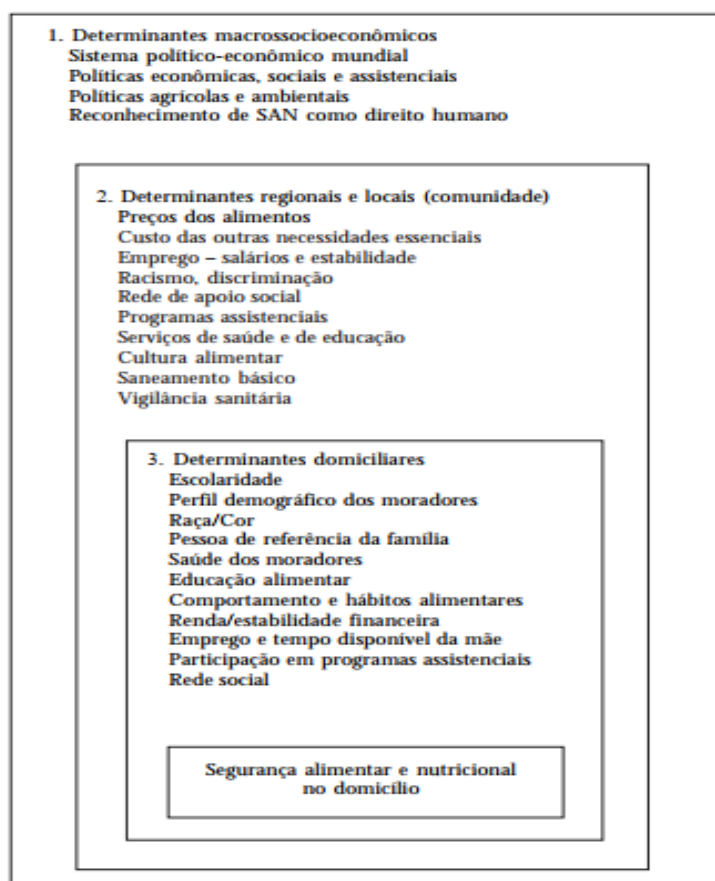 1. Determinantes macrossocioeconômicos
Sistema político-econômico mundial
Políticas econômicas, sociais e assistenciais
Políticas agrícolas e ambientais
Reconhecimento de SAN como direito humano
2. Determinantes regionais e locais (comunidade)
Preços dos alimentos
Custo das outras necessidades essenciais
Emprego – salários e estabilidade
Racismo, discriminação
Rede de apoio social
Programas assistenciais
Serviços de saúde e de educação
Cultura alimentar
Saneamento básico
Vigilância sanitária
3. Determinantes domiciliares
Escolaridade
Perfil demográfico dos moradores
Raça/Cor
Pessoa de referência da família
Saúde dos moradores
Educação alimentar
Comportamento e hábitos alimentares
Renda/estabilidade financeira
Emprego e tempo disponível da mãe
Participação em programas assistenciais
Rede social
Segurança alimentar e nutricional
no domicílio